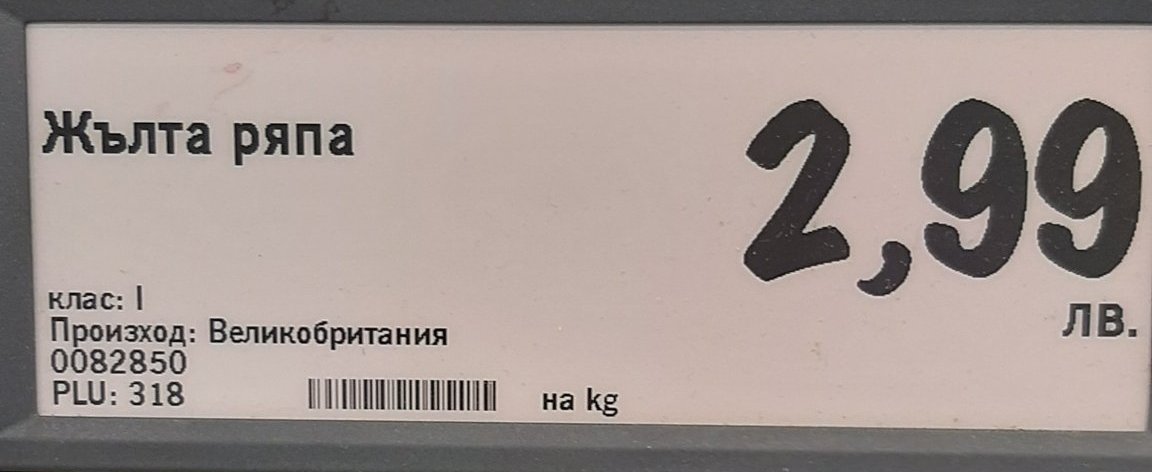 Жълта ряпа
2,99
лв.
клас: I
Произход: Великобритания
0082850
PLU: 318
на kg